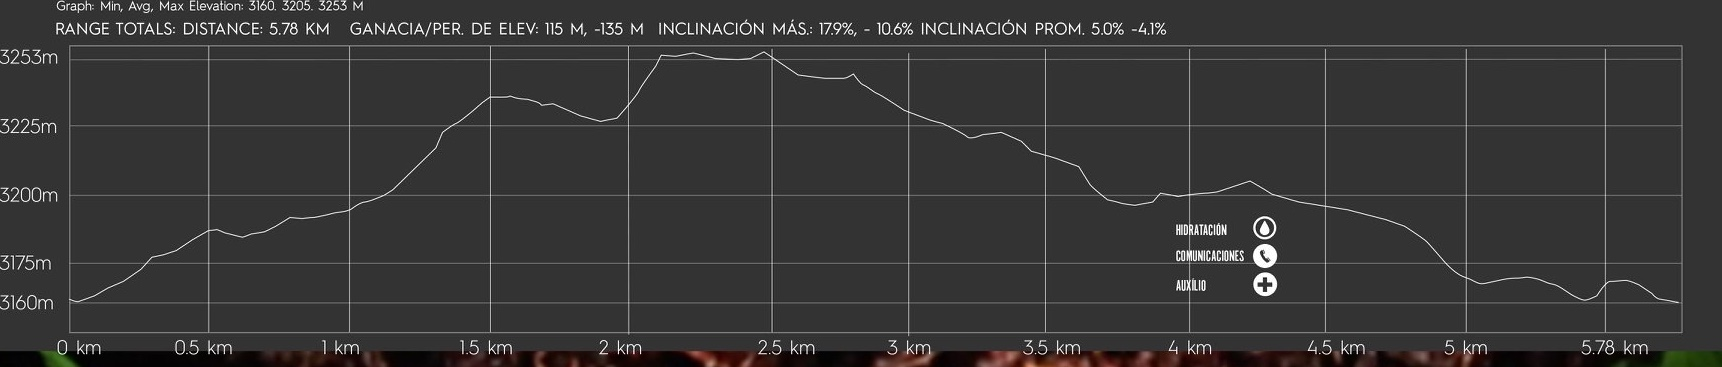 Graph: Min, Avg, Max Elevation: 3160. 3205. 3253 M
RANGE TOTALS: DISTANCE: 5.78 KM GANACIA/PER. DE ELEV: 115 M, -135 M INCLINACIÓN MÁS.: 17.9%, - 10.6% INCLINACIÓN PROM. 5.0% -4.1%
3253m
3225m
3200m
HIDRATACIÓN
COMUNICACIONES
3175m
AUXÍLIO
3160m
0 km 0.5 km 1 km 1.5 km 2 km 2.5 km 3 km 3.5 km 4 km 4.5 km 5 km 5.78 km